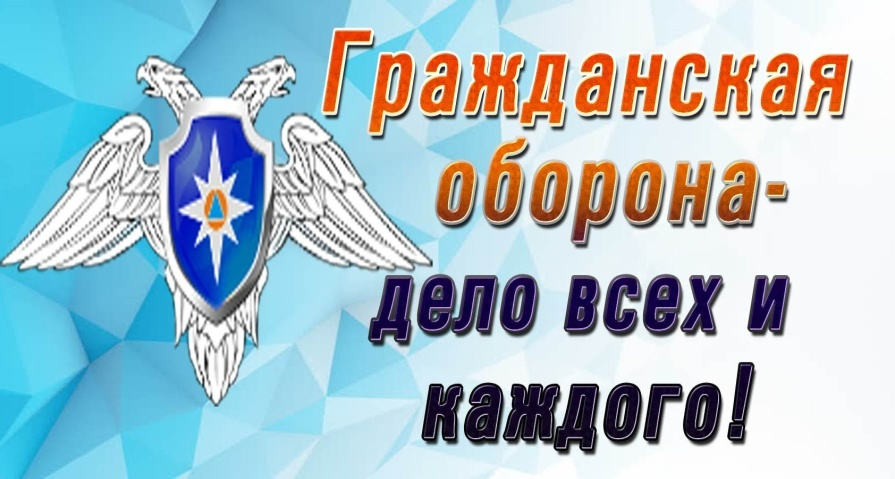 Гражданская
оборона-
дело всех и
каждого!